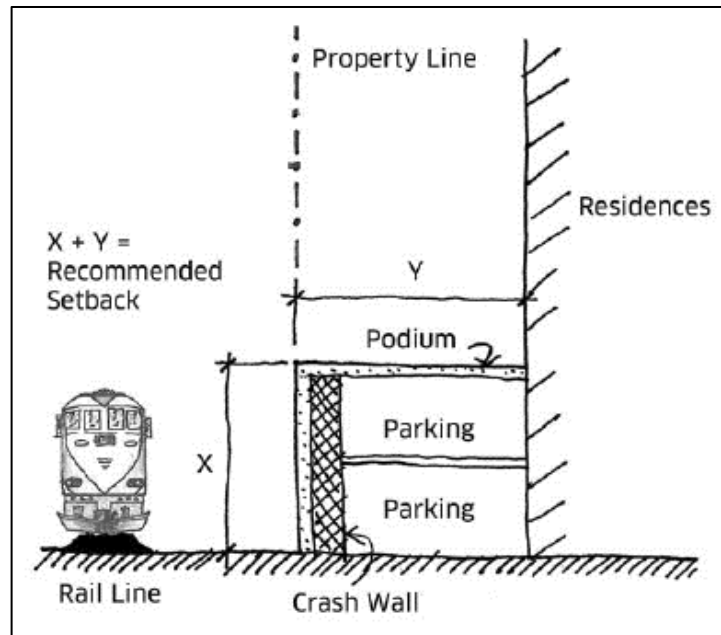 Property Line
Residences
X + Y =
Recommended
Setback
Y
Podium
X
Parking
Parking
Rail Line
Crash Wall